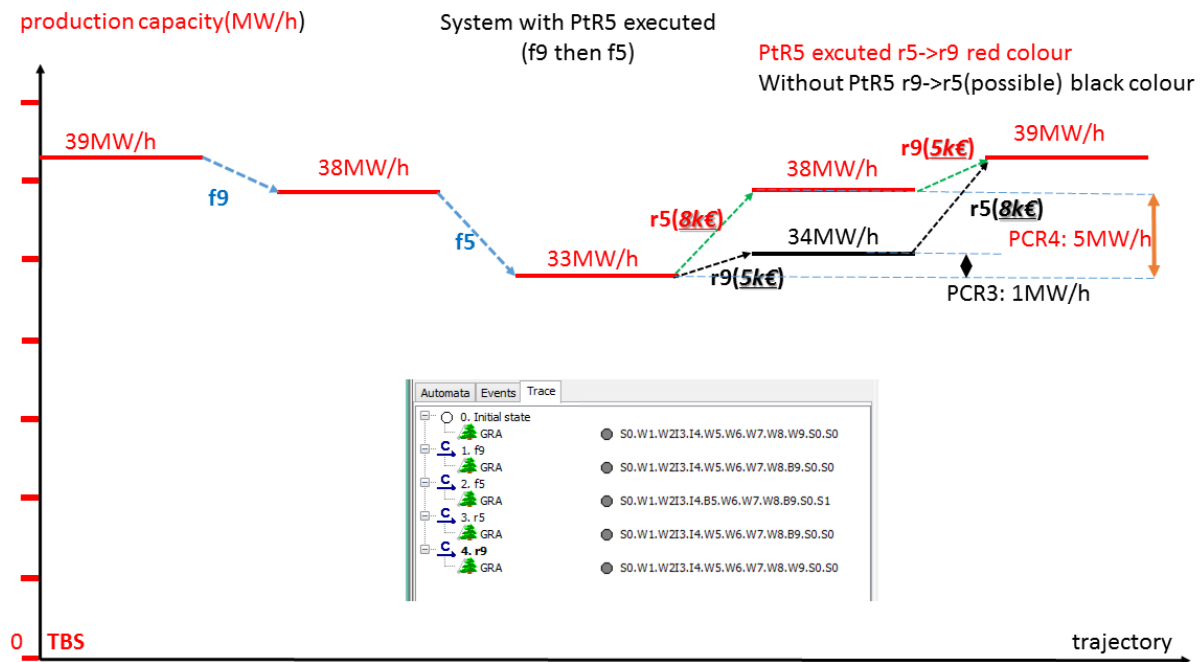 production capacity(MW/h)
System with PtR5 executed
(f9 then f5)
PtR5 excuted r5->r9 red colour
Without PtR5 r9->r5(possible) black colour
39MW/h
38MW/h
33MW/h
38MW/h
34MW/h
39MW/h
f9
f5
r5(8k€)
r9(5k€)
r9(5k€)
r5(8k€)
PCR4: 5MW/h
PCR3: 1MW/h
Automata Events Trace
0. Initial state
GRA S0.W1.W2I3.I4.W5.W6.W7.W8.W9.S0.S0
C 1. f9
GRA S0.W1.W2I3.I4.W5.W6.W7.W8.B9.S0.S0
C 2. f5
GRA S0.W1.W2I3.I4.B5.W6.W7.W8.B9.S0.S1
C 3. r5
GRA S0.W1.W2I3.I4.W5.W6.W7.W8.B9.S0.S0
C 4. r9
GRA S0.W1.W2I3.I4.W5.W6.W7.W8.W9.S0.S0
0 TBS
trajectory